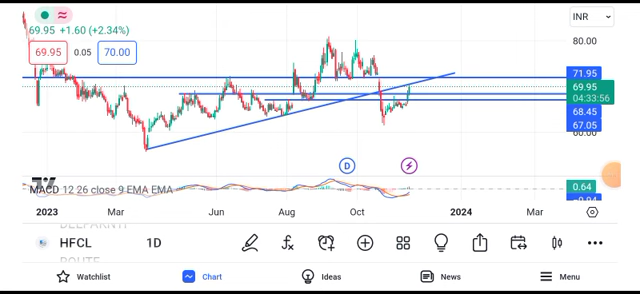 69.95 +1.60 (+2.34%)
69.95 0.05 70.00
INR
80.00
71.95
69.95
04:33:56
68.45
67.05
60.00
D
MACD 12 26 close 9 EMA EMA
0.64
2023 Mar Jun Aug Oct 2024 Mar
HFCL 1D
Watchlist Chart Ideas News Menu